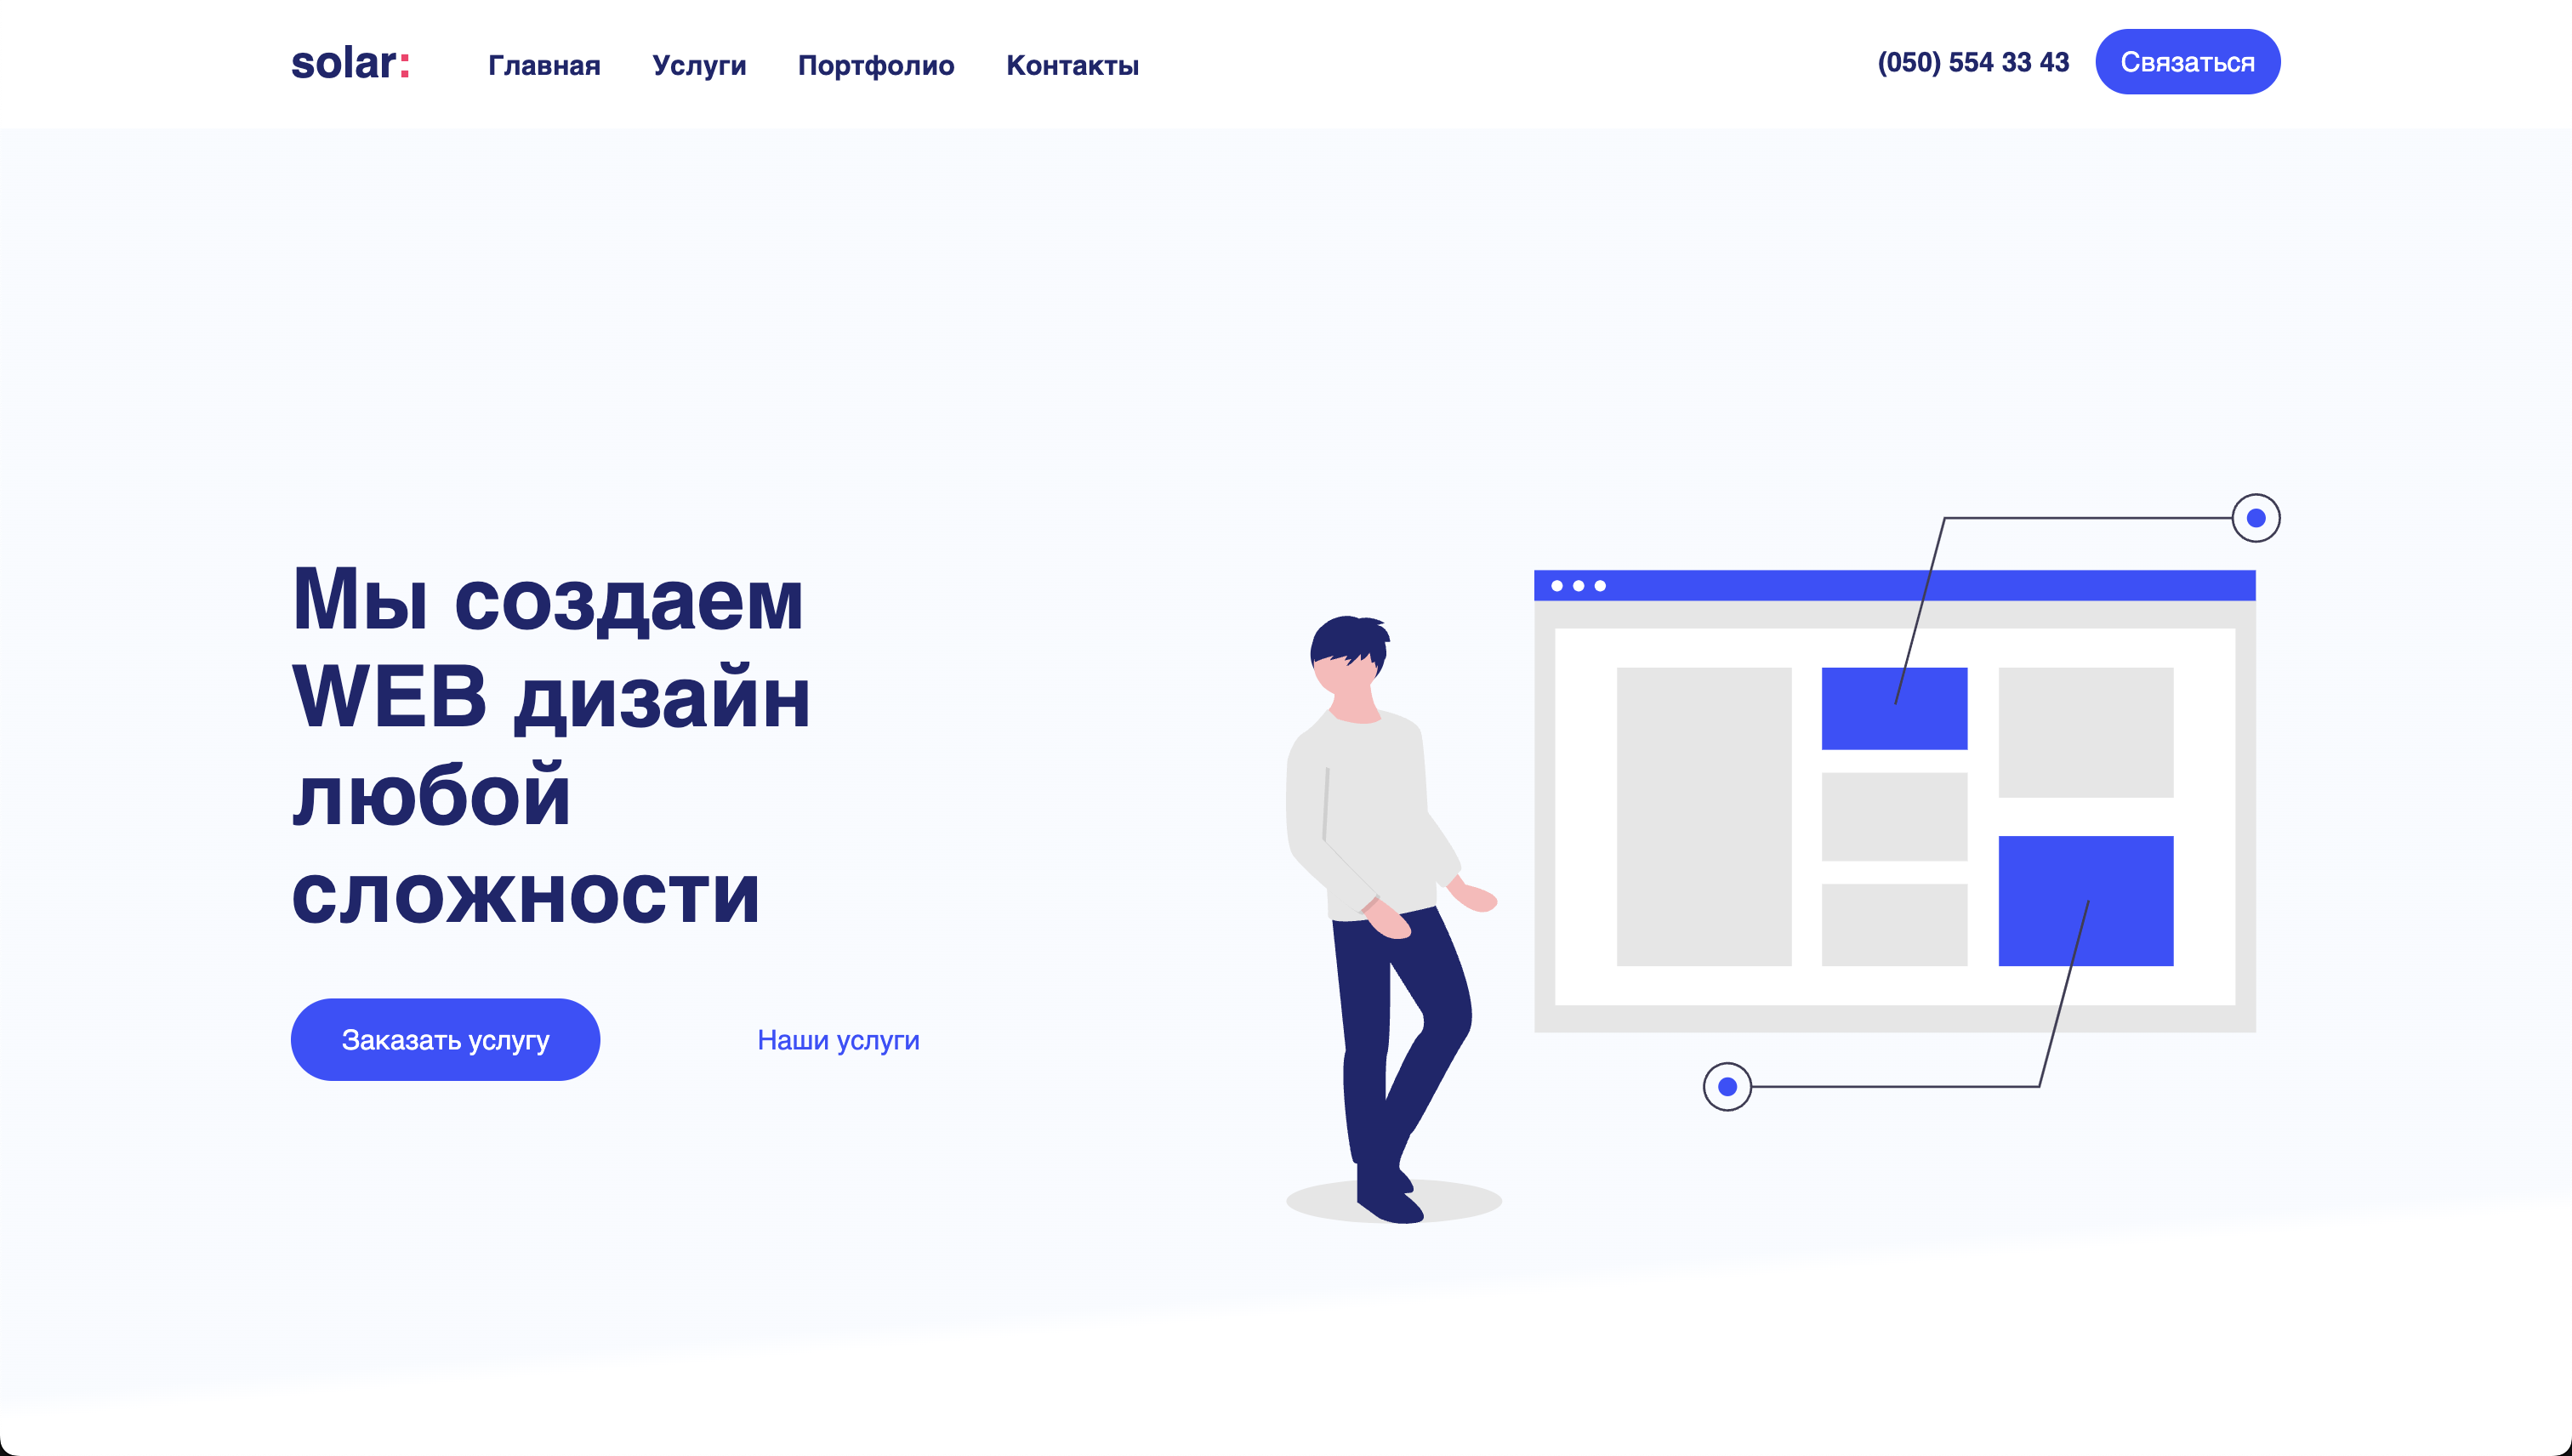 solar:
Главная Услуги Портфолио Контакты
(050) 554 33 43
Связаться
Мы создаем
WEB дизайн
любой
сложности
Заказать услугу
Наши услуги